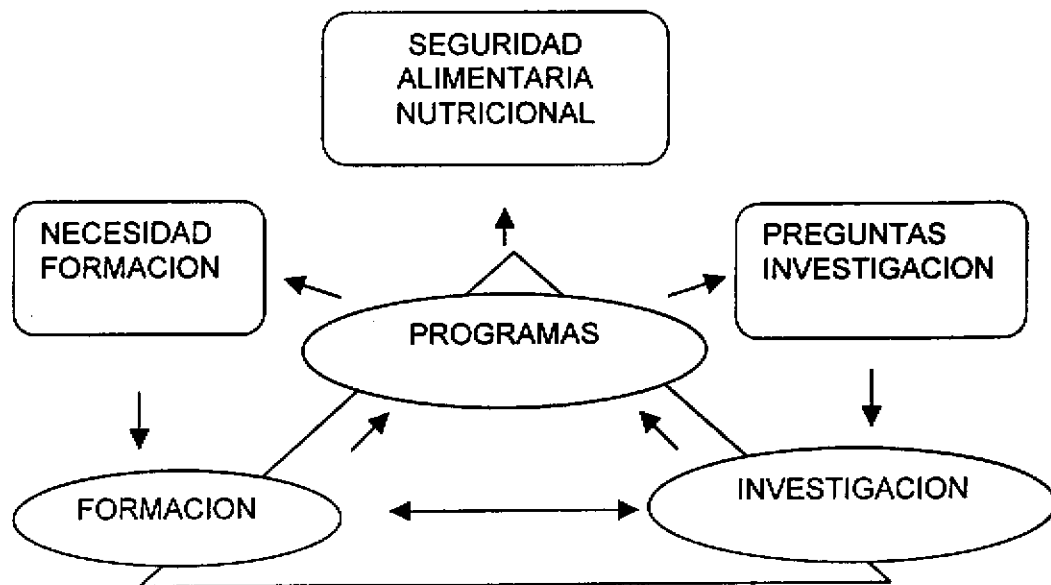 SEGURIDAD
ALIMENTARIA
NUTRICIONAL
NECESIDAD
FORMACION
PREGUNTAS
INVESTIGACION
PROGRAMAS
FORMACION
INVESTIGACION